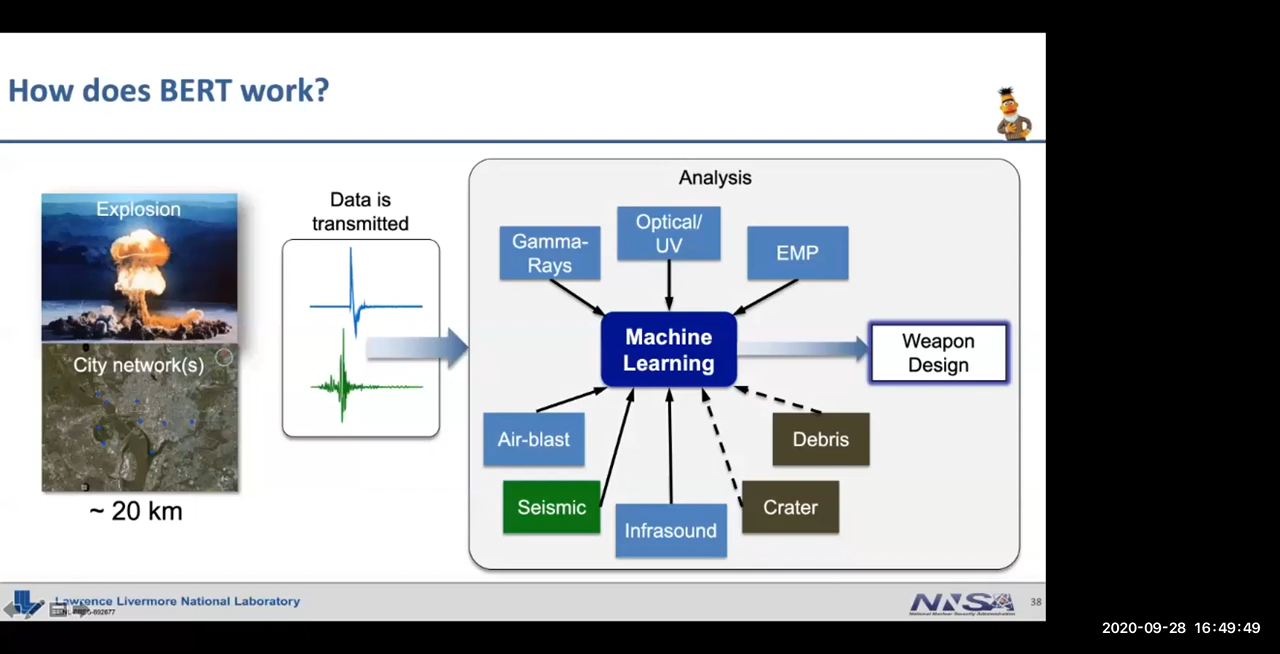 How does BERT work?
Explosion
City network(s)
~ 20 km
Data is
transmitted
Analysis
Gamma-
Rays
Optical/
UV
EMP
Machine
Learning
Weapon
Design
Air-blast
Debris
Seismic
Crater
Infrasound
Lawrence Livermore National Laboratory
NNSA
National Nuclear Security Administration
38
2020-09-28 16:49:49